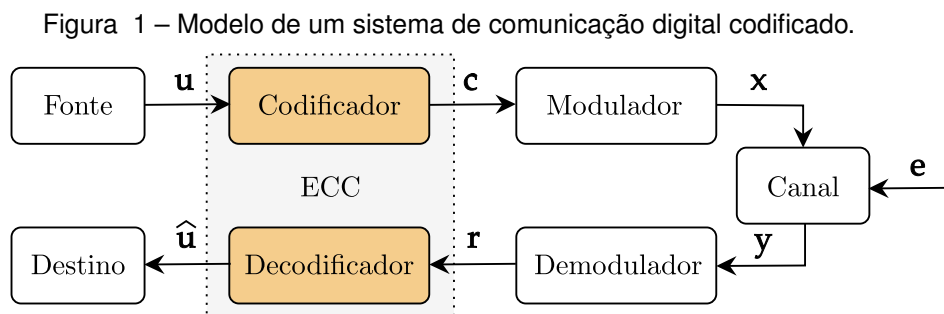 Figura 1 – Modelo de um sistema de comunicação digital codificado.
Fonte
u
Codificador
c
Modulador
x
Canal
e
ECC
Destino
û
Decodificador
r
Demodulador
y